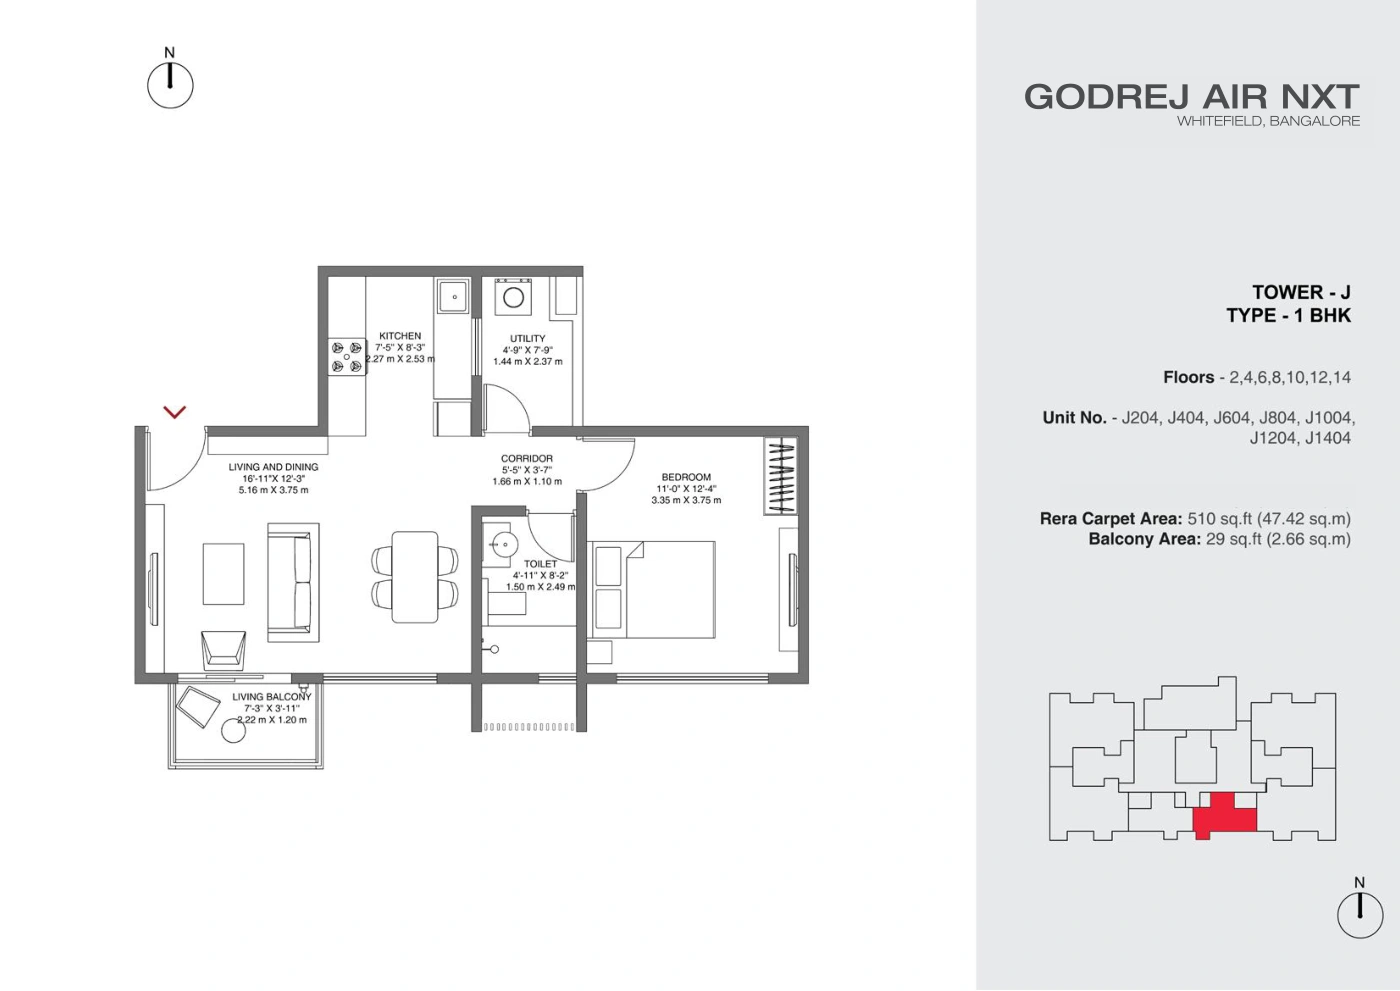 N
GODREJ AIR NXT
WHITEFIELD, BANGALORE
TOWER - J
TYPE - 1 BHK
Floors - 2,4,6,8,10,12,14
Unit No. - J204, J404, J604, J804, J1004,
J1204, J1404
Rera Carpet Area: 510 sq.ft (47.42 sq.m)
Balcony Area: 29 sq.ft (2.66 sq.m)
KITCHEN
7'-5" X 8'-3"
2.27 m X 2.53 m
UTILITY
4'-9" X 7'-9"
1.44 m X 2.37 m
LIVING AND DINING
16'-11"X 12'-3"
5.16 m X 3.75 m
CORRIDOR
5'-5" X 3'-7"
1.66 m X 1.10 m
BEDROOM
11'-0" X 12'-4"
3.35 m X 3.75 m
TOILET
4'-11" X 8'-2"
1.50 m X 2.49 m
LIVING BALCONY
7'-3" X 3'-11"
2.22 m X 1.20 m
N